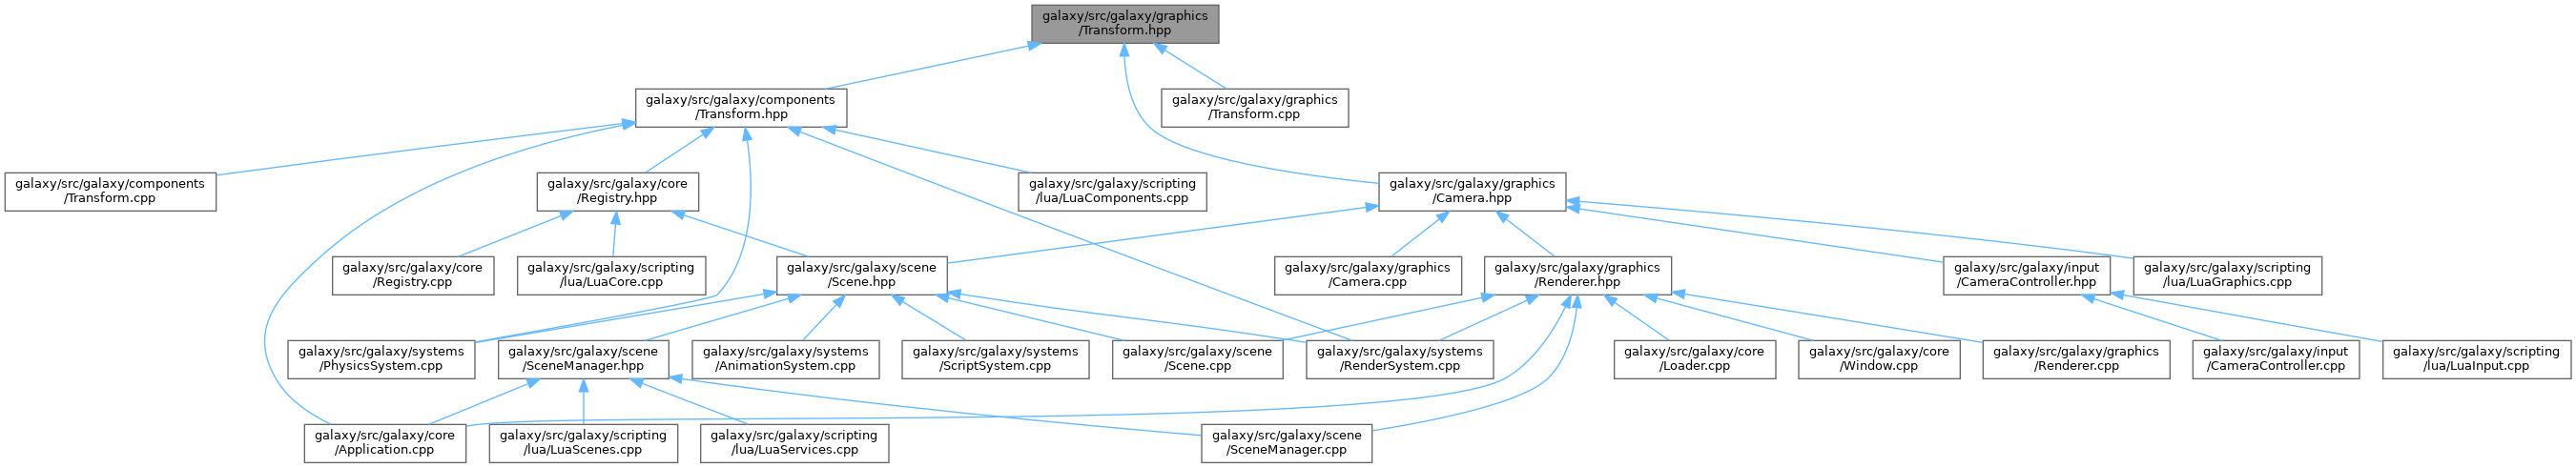 galaxy/src/galaxy/graphics
/Transform.hpp
galaxy/src/galaxy/components
/Transform.hpp
galaxy/src/galaxy/graphics
/Transform.cpp
galaxy/src/galaxy/components
/Transform.cpp
galaxy/src/galaxy/core
/Registry.hpp
galaxy/src/galaxy/scripting
/lua/LuaComponents.cpp
galaxy/src/galaxy/graphics
/Camera.hpp
galaxy/src/galaxy/core
/Registry.cpp
galaxy/src/galaxy/scripting
/lua/LuaCore.cpp
galaxy/src/galaxy/scene
/Scene.hpp
galaxy/src/galaxy/graphics
/Camera.cpp
galaxy/src/galaxy/graphics
/Renderer.hpp
galaxy/src/galaxy/input
/CameraController.hpp
galaxy/src/galaxy/scripting
/lua/LuaGraphics.cpp
galaxy/src/galaxy/systems
/PhysicsSystem.cpp
galaxy/src/galaxy/scene
/SceneManager.hpp
galaxy/src/galaxy/systems
/AnimationSystem.cpp
galaxy/src/galaxy/systems
/ScriptSystem.cpp
galaxy/src/galaxy/scene
/Scene.cpp
galaxy/src/galaxy/systems
/RenderSystem.cpp
galaxy/src/galaxy/core
/Loader.cpp
galaxy/src/galaxy/core
/Window.cpp
galaxy/src/galaxy/graphics
/Renderer.cpp
galaxy/src/galaxy/input
/CameraController.cpp
galaxy/src/galaxy/scripting
/lua/LuaInput.cpp
galaxy/src/galaxy/core
/Application.cpp
galaxy/src/galaxy/scripting
/lua/LuaScenes.cpp
galaxy/src/galaxy/scripting
/lua/LuaServices.cpp
galaxy/src/galaxy/scene
/SceneManager.cpp